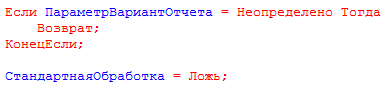 Если ПараметрВариантОтчета = Неопределено Тогда
Возврат;
КонецЕсли;
СтандартнаяОбработка = Ложь;